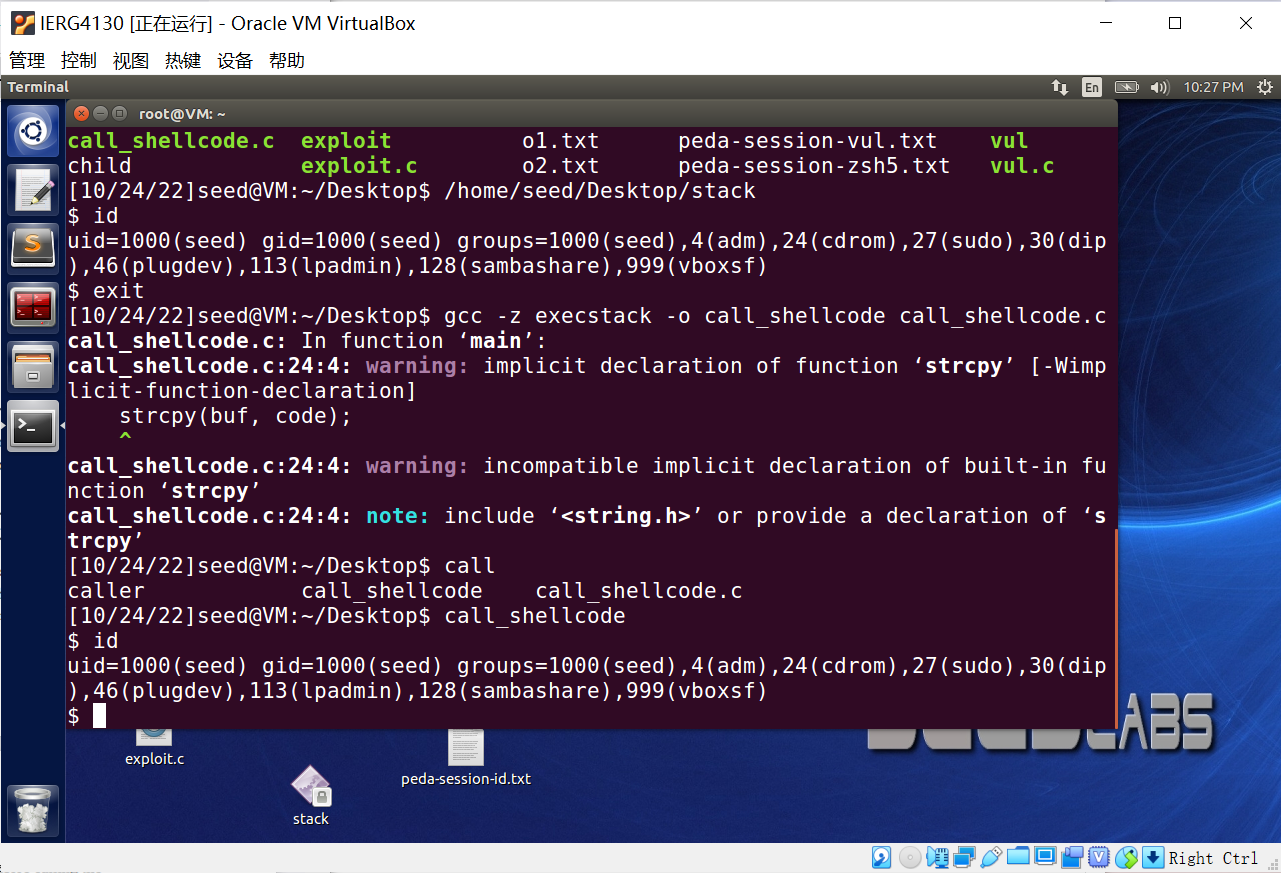 IERG4130 [正在运行] - Oracle VM VirtualBox
管理 控制 视图 热键 设备 帮助
Terminal En 10:27 PM
root@VM: ~
call_shellcode.c exploit o1.txt peda-session-vul.txt vul
child exploit.c o2.txt peda-session-zsh5.txt vul.c
[10/24/22]seed@VM:~/Desktop$ /home/seed/Desktop/stack
$ id
uid=1000(seed) gid=1000(seed) groups=1000(seed),4(adm),24(cdrom),27(sudo),30(dip
),46(plugdev),113(lpadmin),128(sambashare),999(vboxsf)
$ exit
[10/24/22]seed@VM:~/Desktop$ gcc -z execstack -o call_shellcode call_shellcode.c
call_shellcode.c: In function ‘main’:
call_shellcode.c:24:4: warning: implicit declaration of function ‘strcpy’ [-Wimp
licit-function-declaration]
strcpy(buf, code);
^
call_shellcode.c:24:4: warning: incompatible implicit declaration of built-in fu
nction ‘strcpy’
call_shellcode.c:24:4: note: include ‘<string.h>’ or provide a declaration of ‘s
trcpy’
[10/24/22]seed@VM:~/Desktop$ call
caller call_shellcode call_shellcode.c
[10/24/22]seed@VM:~/Desktop$ call_shellcode
$ id
uid=1000(seed) gid=1000(seed) groups=1000(seed),4(adm),24(cdrom),27(sudo),30(dip
),46(plugdev),113(lpadmin),128(sambashare),999(vboxsf)
$
exploit.c
peda-session-id.txt
stack
Right Ctrl